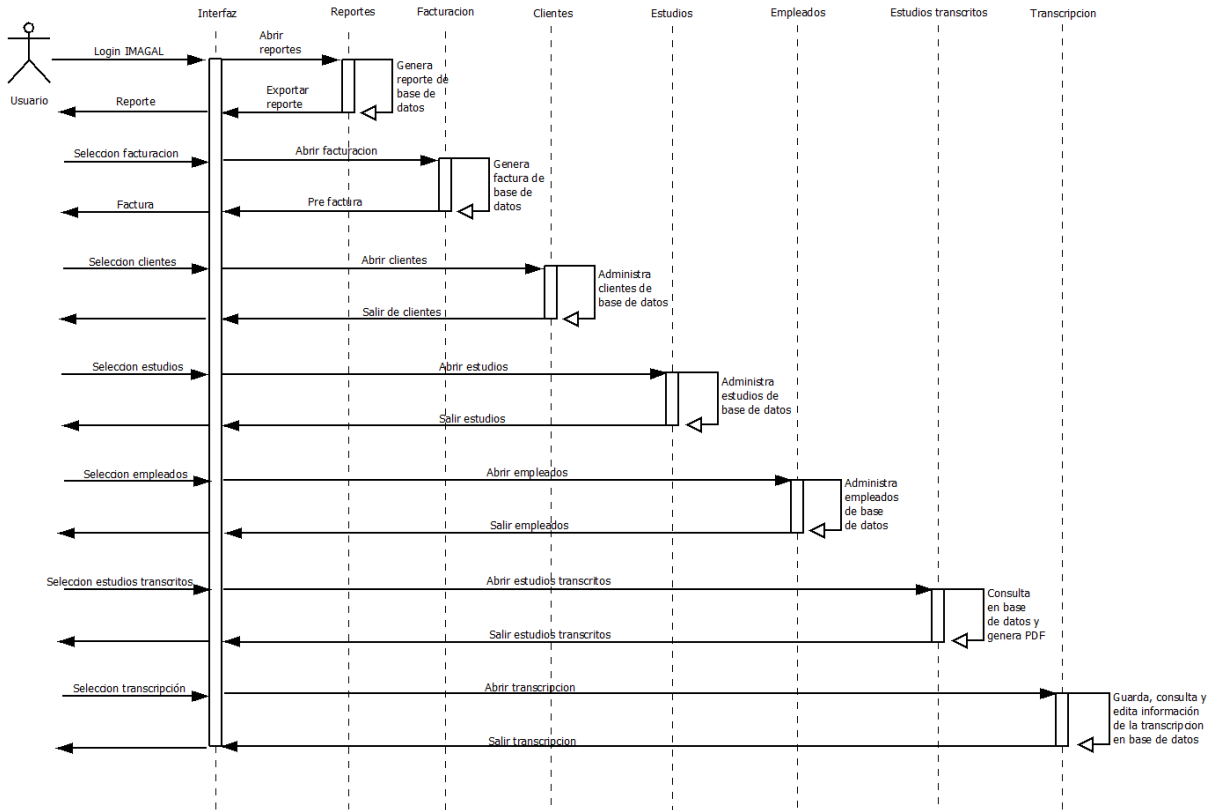 Interfaz
Reportes
Facturacion
Clientes
Estudios
Empleados
Estudios transcritos
Transcripcion
Usuario
Login IMAGAL
Abrir
reportes
Genera
reporte de
base de
datos
Exportar
reporte
Reporte
Seleccion facturacion
Abrir facturacion
Genera
factura de
base de
datos
Pre factura
Factura
Seleccion clientes
Abrir clientes
Administra
clientes de
base de datos
Salir de clientes
Seleccion estudios
Abrir estudios
Administra
estudios de
base de datos
Salir estudios
Seleccion empleados
Abrir empleados
Administra
empleados
de base
de datos
Salir empleados
Seleccion estudios transcritos
Abrir estudios transcritos
Consulta
en base
de datos y
genera PDF
Salir estudios transcritos
Seleccion transcripción
Abrir transcripcion
Guarda, consulta y
edita información
de la transcripcion
en base de datos
Salir transcripcion